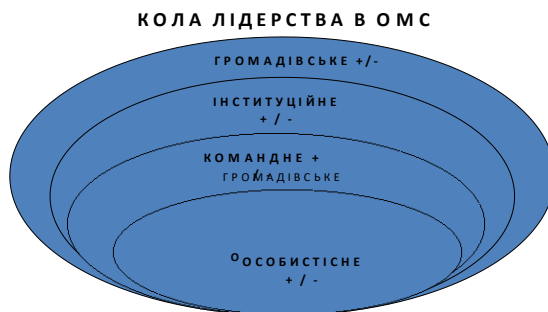 КОЛА ЛІДЕРСТВА В ОМС
ГРОМАДІВСЬКЕ +/-
ІНСТИТУЦІЙНЕ
+ / -
КОМАНДНЕ +
/ -
ГРОМАДІВСЬКЕ
ООСОБИСТІСНЕ
+ / -